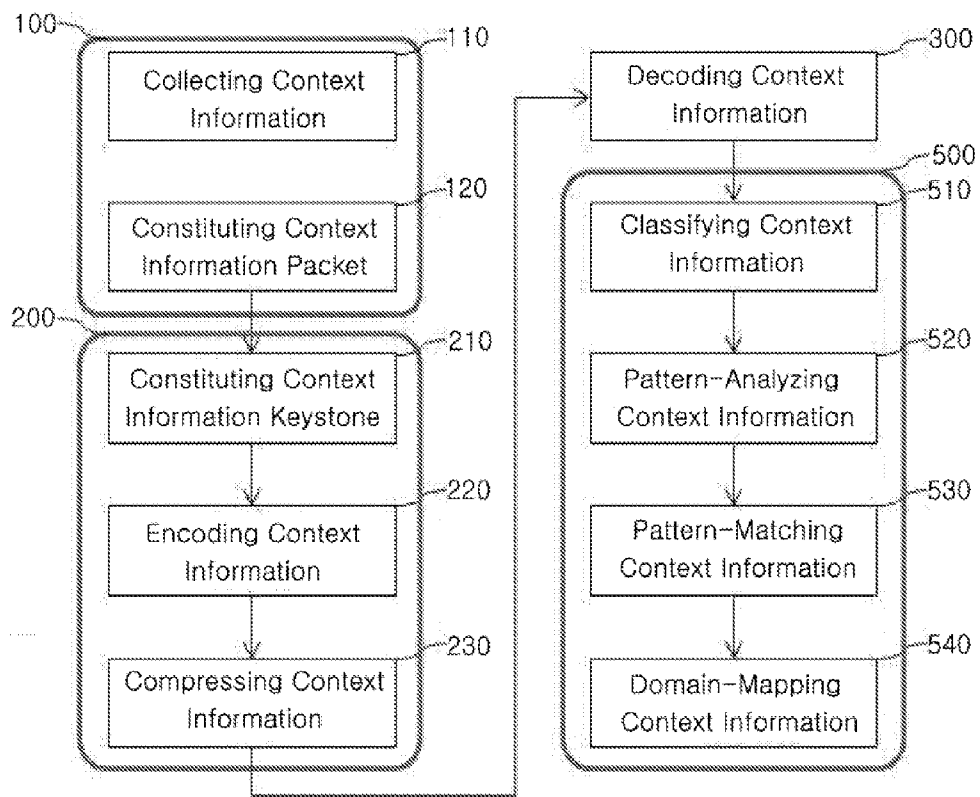 100
110
Collecting Context
Information
120
Constituting Context
Information Packet
200
210
Constituting Context
Information Keystone
220
Encoding Context
Information
230
Compressing Context
Information
300
Decoding Context
Information
500
510
Classifying Context
Information
520
Pattern-Analyzing
Context Information
530
Pattern-Matching
Context Information
540
Domain-Mapping
Context Information